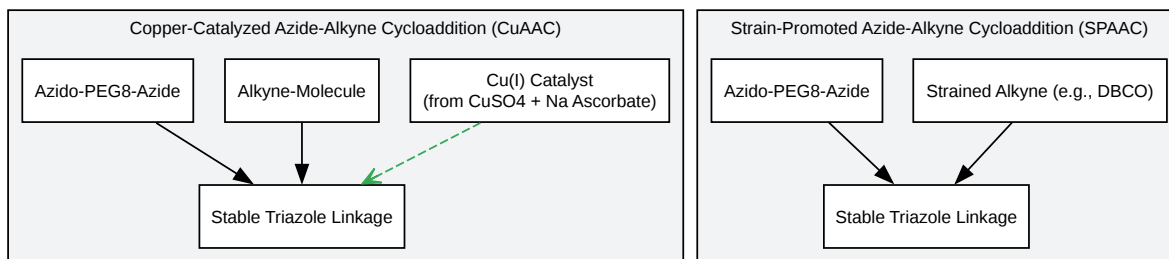 Copper-Catalyzed Azide-Alkyne Cycloaddition (CuAAC)
Azido-PEG8-Azide
Alkyne-Molecule
Cu(I) Catalyst
(from CuSO4 + Na Ascorbate)
Stable Triazole Linkage
Strain-Promoted Azide-Alkyne Cycloaddition (SPAAC)
Azido-PEG8-Azide
Strained Alkyne (e.g., DBCO)
Stable Triazole Linkage